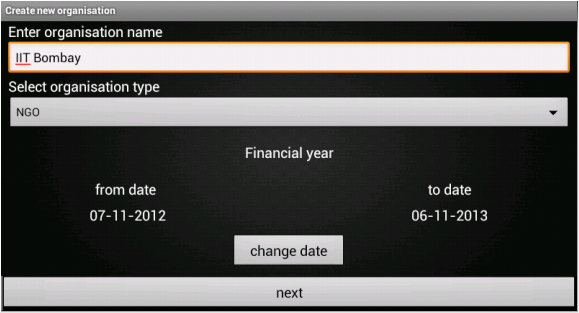 Create new organisation
Enter organisation name
IIT Bombay
Select organisation type
NGO
Financial year
from date to date
07-11-2012 06-11-2013
change date
next